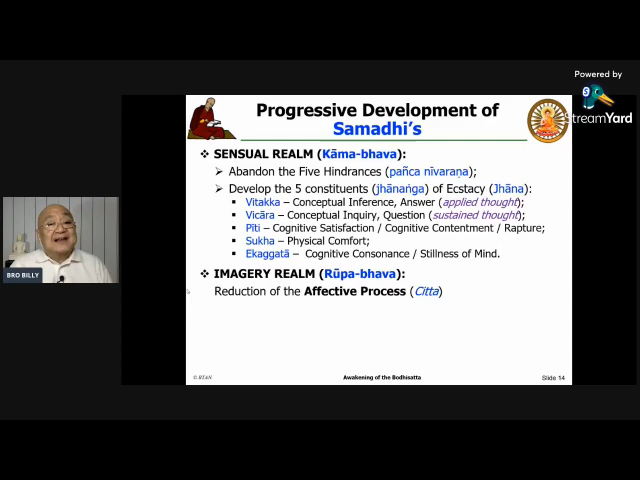 Powered by
StreamYard
Progressive Development of
Samadhi's
❖ SENSUAL REALM (Kāma-bhava):
➢ Abandon the Five Hindrances (pañca nīvaraṇa);
➢ Develop the 5 constituents (jhānaṅga) of Ecstacy (Jhāna):
▪ Vitakka – Conceptual Inference, Answer (applied thought);
▪ Vicāra – Conceptual Inquiry, Question (sustained thought);
▪ Pīti – Cognitive Satisfaction / Cognitive Contentment / Rapture;
▪ Sukha – Physical Comfort;
▪ Ekaggatā – Cognitive Consonance / Stillness of Mind.
❖ IMAGERY REALM (Rūpa-bhava):
Reduction of the Affective Process (Citta)
BRO BILLY
© BTAN
Awakening of the Bodhisatta
Slide 14